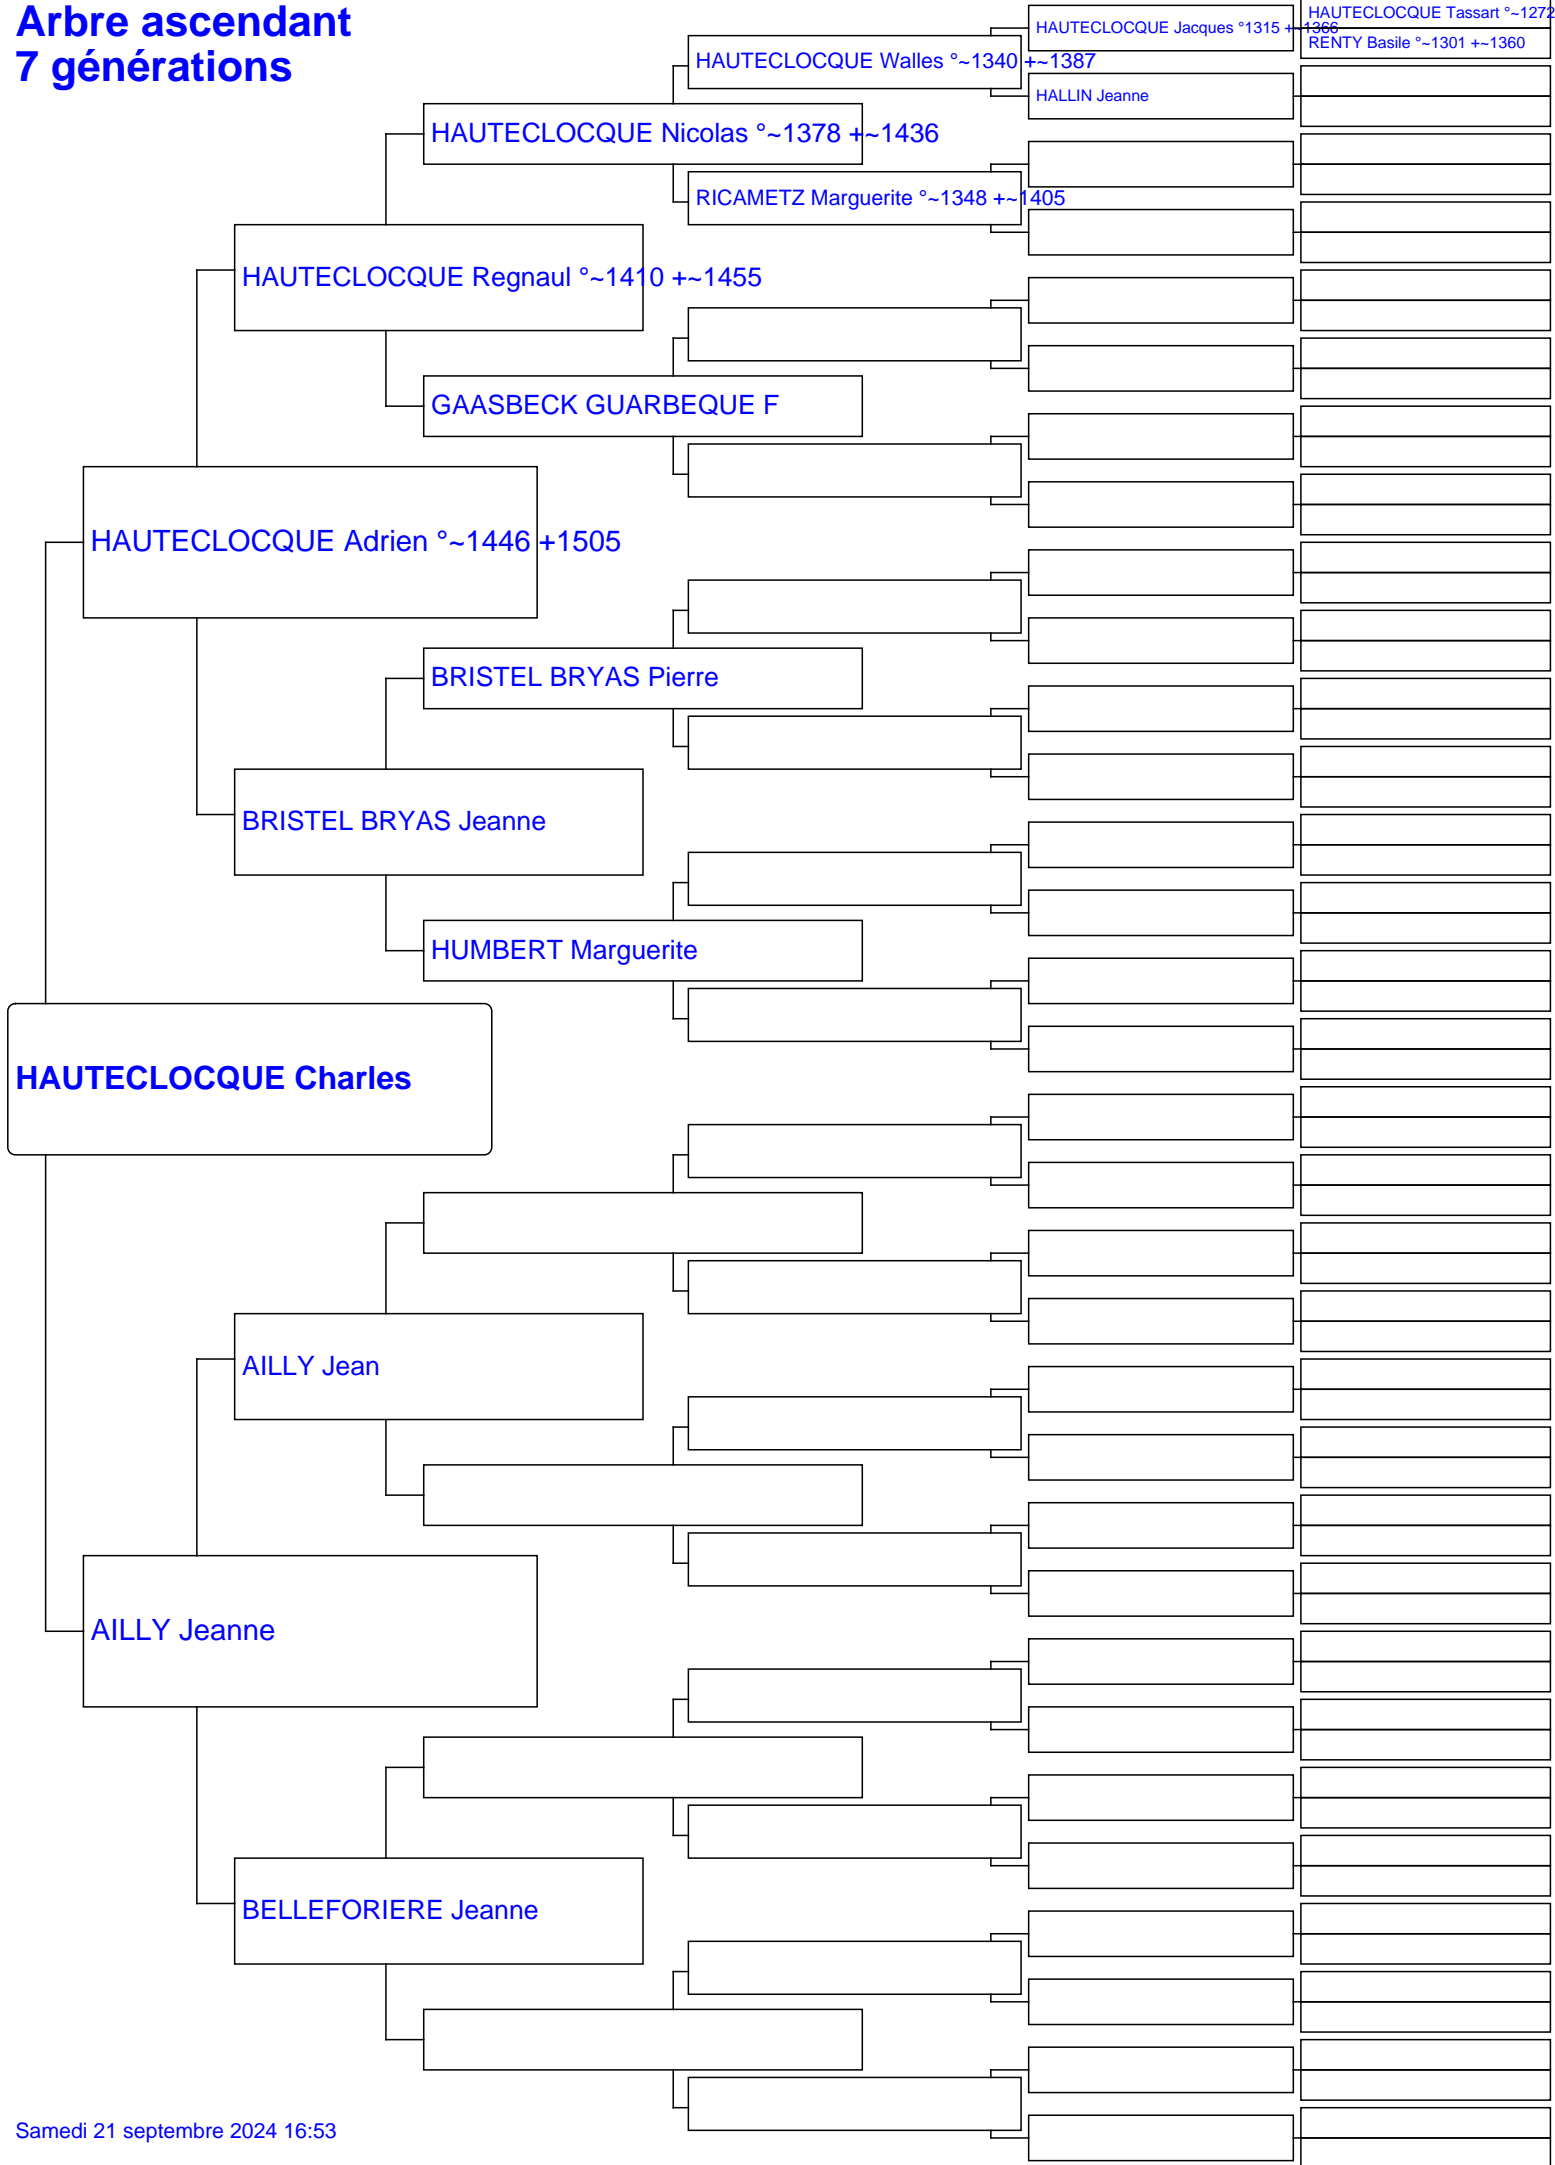 Arbre ascendant
7 générations
HAUTECLOCQUE Tassart °~1272
HAUTECLOCQUE Jacques °1315 +~1366
RENTY Basile °~1301 +~1360
HAUTECLOCQUE Walles °~1340 +~1387
HALLIN Jeanne
HAUTECLOCQUE Nicolas °~1378 +~1436
RICAMETZ Marguerite °~1348 +~1405
HAUTECLOCQUE Regnaul °~1410 +~1455
GAASBECK GUARBEQUE F
HAUTECLOCQUE Adrien °~1446 +1505
BRISTEL BRYAS Pierre
BRISTEL BRYAS Jeanne
HUMBERT Marguerite
HAUTECLOCQUE Charles
AILLY Jean
AILLY Jeanne
BELLEFORIERE Jeanne
Samedi 21 septembre 2024 16:53